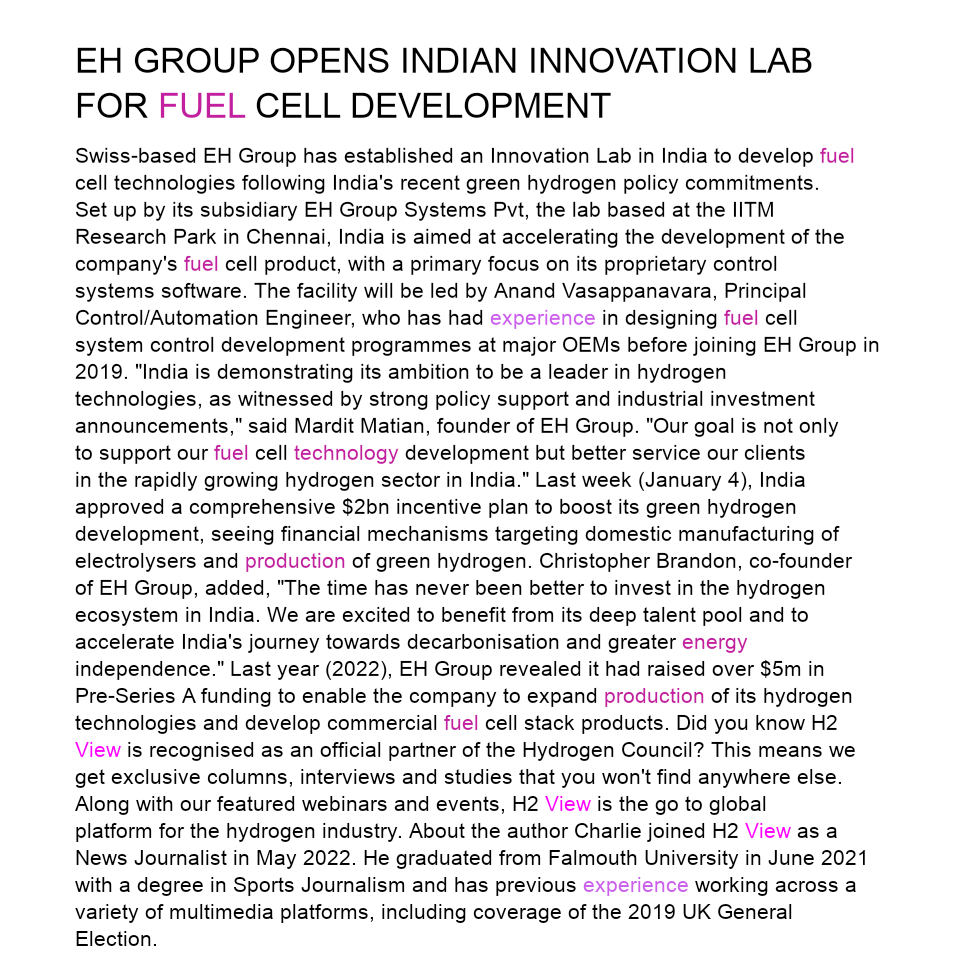 EH GROUP OPENS INDIAN INNOVATION LAB
FOR FUEL CELL DEVELOPMENT
Swiss-based EH Group has established an Innovation Lab in India to develop fuel
cell technologies following India's recent green hydrogen policy commitments.
Set up by its subsidiary EH Group Systems Pvt, the lab based at the IITM
Research Park in Chennai, India is aimed at accelerating the development of the
company's fuel cell product, with a primary focus on its proprietary control
systems software. The facility will be led by Anand Vasappanavara, Principal
Control/Automation Engineer, who has had experience in designing fuel cell
system control development programmes at major OEMs before joining EH Group in
2019. "India is demonstrating its ambition to be a leader in hydrogen
technologies, as witnessed by strong policy support and industrial investment
announcements," said Mardit Matian, founder of EH Group. "Our goal is not only
to support our fuel cell technology development but better service our clients
in the rapidly growing hydrogen sector in India." Last week (January 4), India
approved a comprehensive $2bn incentive plan to boost its green hydrogen
development, seeing financial mechanisms targeting domestic manufacturing of
electrolysers and production of green hydrogen. Christopher Brandon, co-founder
of EH Group, added, "The time has never been better to invest in the hydrogen
ecosystem in India. We are excited to benefit from its deep talent pool and to
accelerate India's journey towards decarbonisation and greater energy
independence." Last year (2022), EH Group revealed it had raised over $5m in
Pre-Series A funding to enable the company to expand production of its hydrogen
technologies and develop commercial fuel cell stack products. Did you know H2
View is recognised as an official partner of the Hydrogen Council? This means we
get exclusive columns, interviews and studies that you won't find anywhere else.
Along with our featured webinars and events, H2 View is the go to global
platform for the hydrogen industry. About the author Charlie joined H2 View as a
News Journalist in May 2022. He graduated from Falmouth University in June 2021
with a degree in Sports Journalism and has previous experience working across a
variety of multimedia platforms, including coverage of the 2019 UK General
Election.